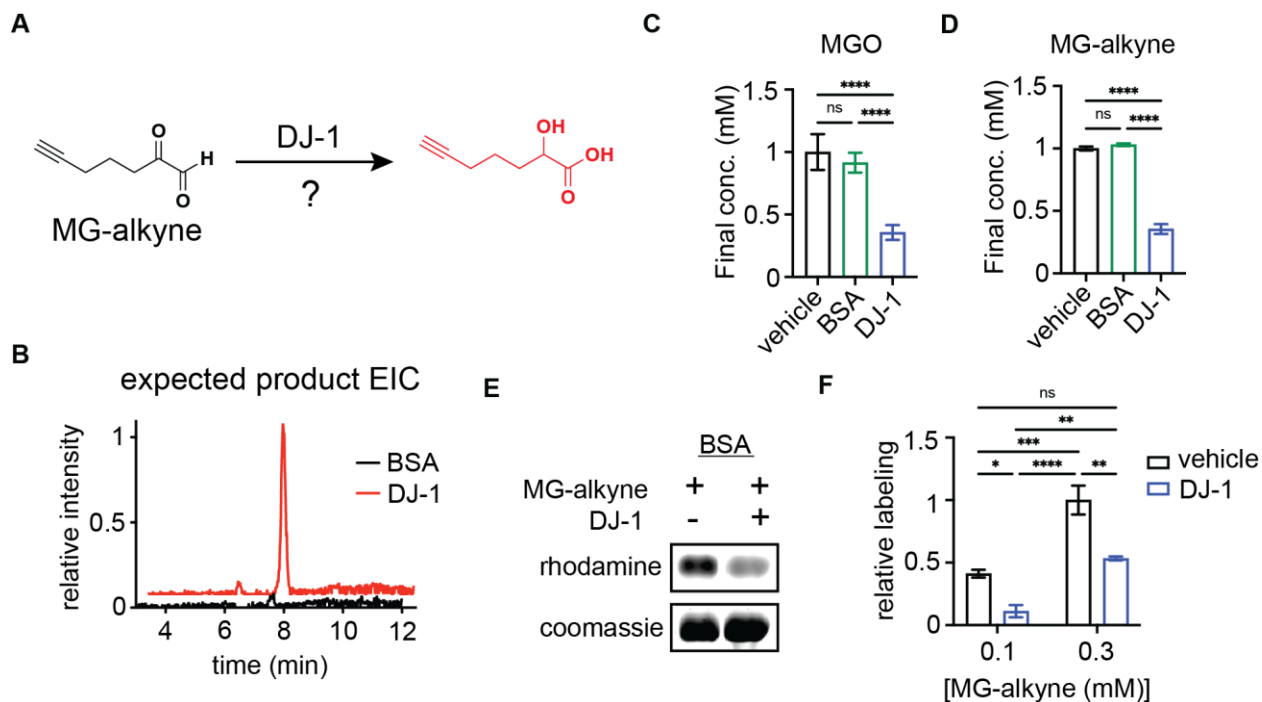 A
O
H
O
MG-alkyne
DJ-1
?
OH
OH
O
B
expected product EIC
relative intensity
1
0.5
0
4 6 8 10 12
time (min)
BSA
DJ-1
C
MGO
Final conc. (mM)
1.5
1
0.5
0
****
ns ****
vehicle BSA DJ-1
D
MG-alkyne
Final conc. (mM)
1.5
1
0.5
0
****
ns ****
vehicle BSA DJ-1
E
BSA
MG-alkyne + +
DJ-1 - +
rhodamine
coomassie
F
ns
**
***
* **** **
vehicle
DJ-1
relative labeling
1.5
1
0.5
0
0.1 0.3
[MG-alkyne (mM)]